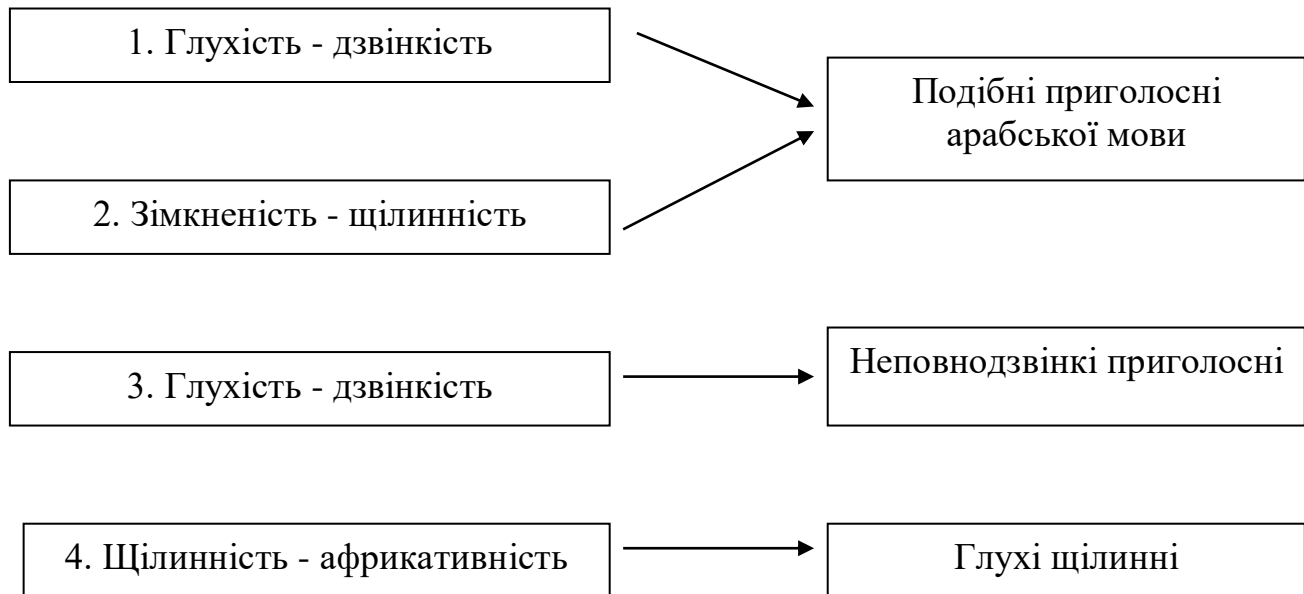 1. Глухість - дзвінкість
Подібні приголосні
арабської мови
2. Зімкненість - щілинність
3. Глухість - дзвінкість
Неповнодзвінкі приголосні
4. Щілинність - африкативність
Глухі щілинні